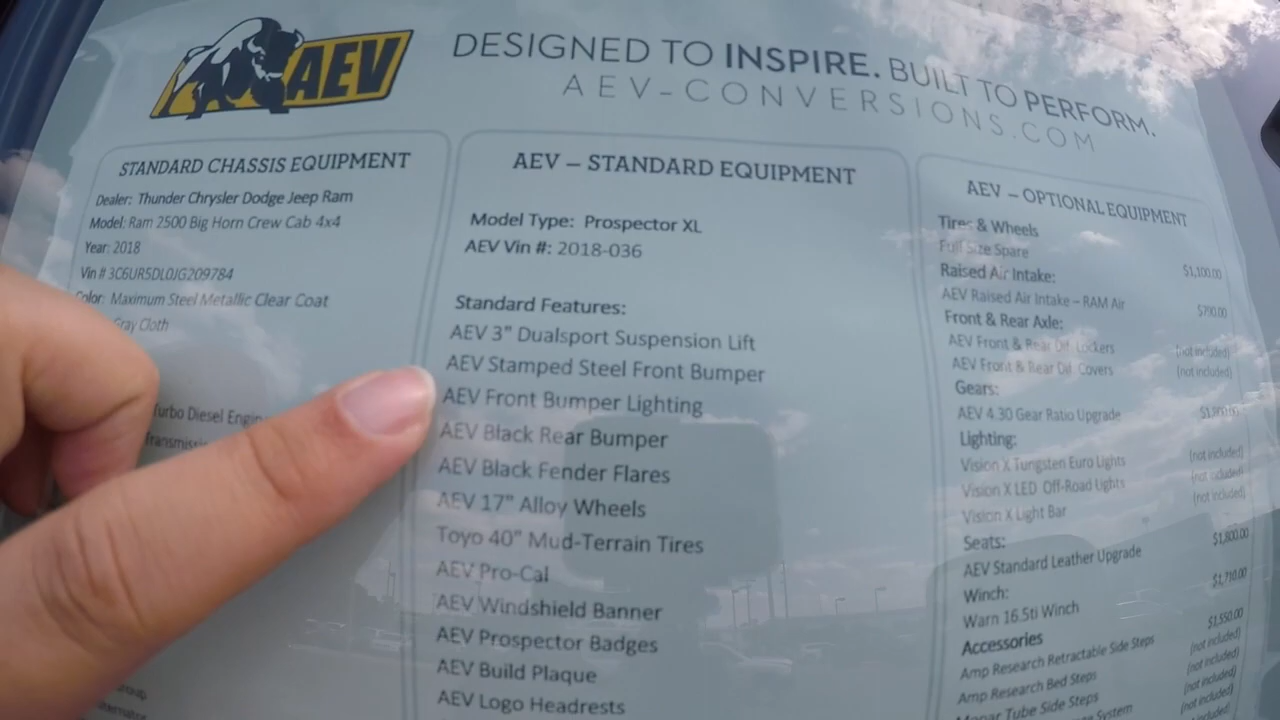 AEV
DESIGNED TO INSPIRE. BUILT TO PERFORM.
AEV-CONVERSIONS.COM
STANDARD CHASSIS EQUIPMENT
Dealer: Thunder Chrysler Dodge Jeep Ram
Model: Ram 2500 Big Horn Crew Cab 4x4
Year: 2018
Vin # 3C6UR5DL0JG209784
Color: Maximum Steel Metallic Clear Coat
Gray Cloth
Turbo Diesel
AEV – STANDARD EQUIPMENT
Model Type: Prospector XL
AEV Vin #: 2018-036
Standard Features:
AEV 3" Dualsport Suspension Lift
AEV Stamped Steel Front Bumper
AEV Front Bumper Lighting
AEV Black Rear Bumper
AEV Black Fender Flares
AEV 17" Alloy Wheels
Toyo 40" Mud-Terrain Tires
AEV Pro-Cal
AEV Windshield Banner
AEV Prospector Badges
AEV Build Plaque
AEV Logo Headrests
AEV – OPTIONAL EQUIPMENT
Tires & Wheels
Full Size Spare $1,100.00
Raised Air Intake:
AEV Raised Air Intake – RAM Air $790.00
Front & Rear Axle:
AEV Front & Rear Dif. Lockers (not included)
AEV Front & Rear Dif. Covers (not included)
Gears:
AEV 4.30 Gear Ratio Upgrade
Lighting:
Vision X Tungsten Euro Lights (not included)
Vision X LED Off-Road Lights (not included)
Vision X Light Bar (not included)
Seats:
AEV Standard Leather Upgrade $1,800.00
Winch:
Warn 16.5ti Winch $1,710.00
Accessories
Amp Research Retractable Side Steps $1,550.00
Amp Research Bed Steps (not included)
Mopar Tube Side Steps (not included)
System (not included)